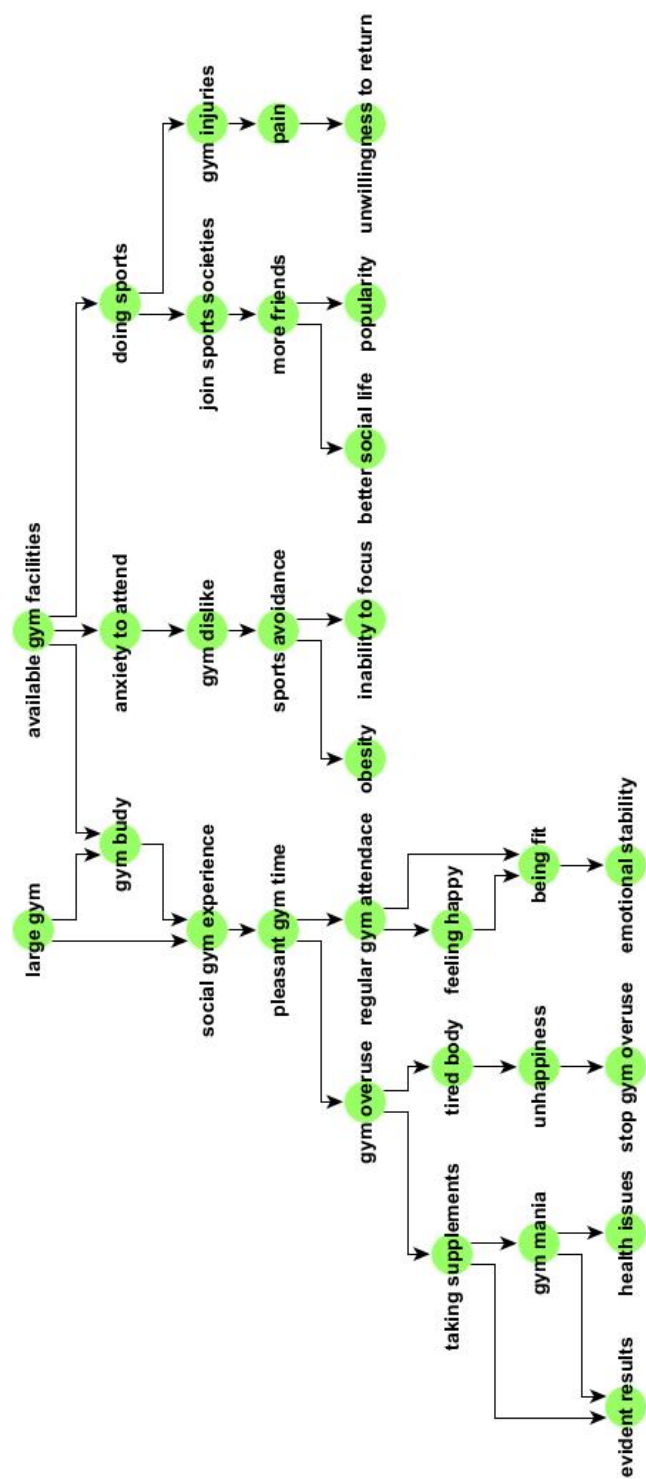 large gym
available gym facilities
gym budy
anxiety to attend
doing sports
social gym experience
gym dislike
join sports societies
gym injuries
pleasant gym time
sports avoidance
more friends
pain
gym overuse
regular gym attendace
obesity
inability to focus
better social life
popularity
unwillingness to return
taking supplements
tired body
feeling happy
gym mania
unhappiness
being fit
evident results
health issues
stop gym overuse
emotional stability